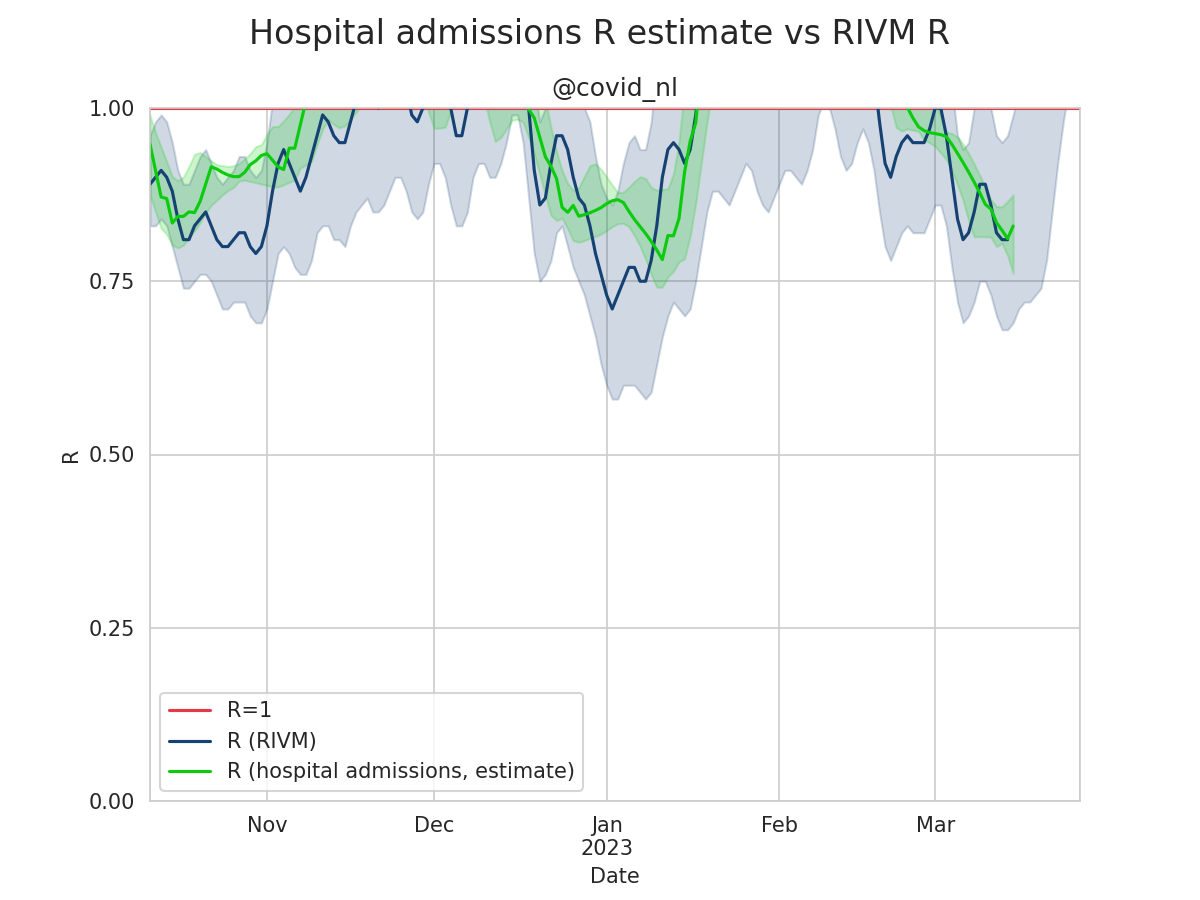 Hospital admissions R estimate vs RIVM R
@covid_nl
1.00
0.75
0.50
0.25
0.00
R
R=1
R (RIVM)
R (hospital admissions, estimate)
Nov
Dec
Jan
2023
Feb
Mar
Date